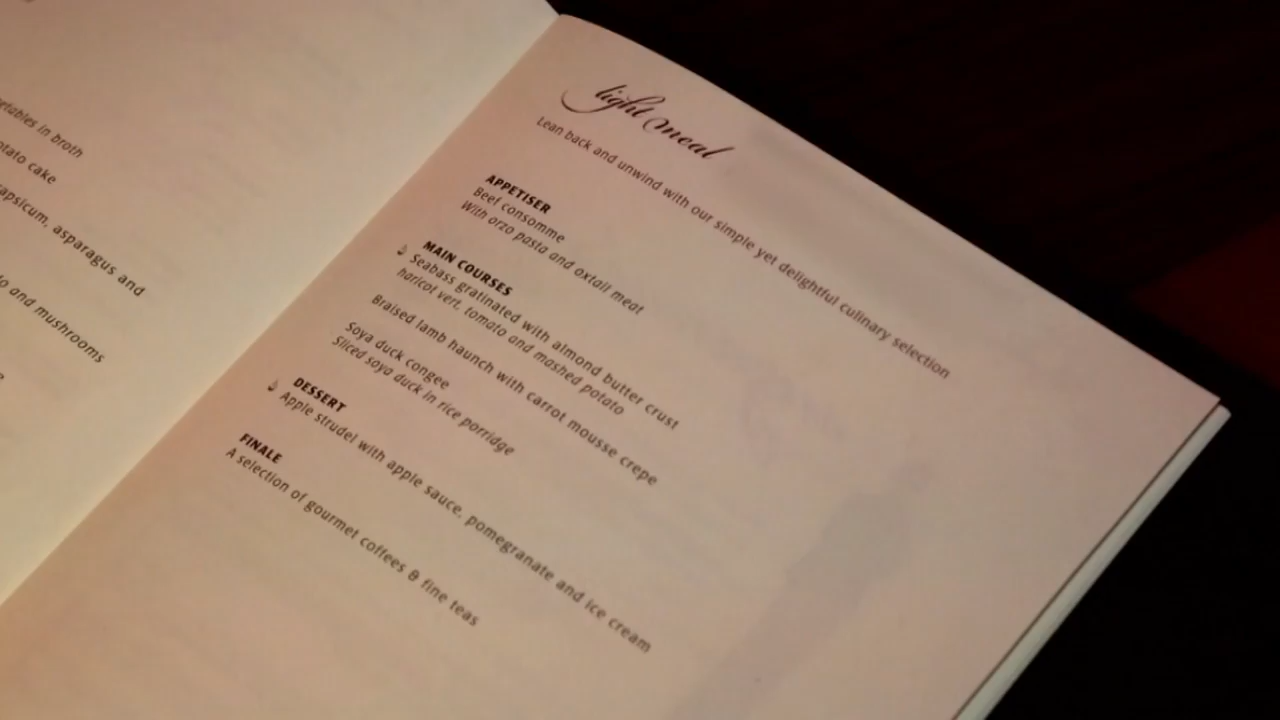 etables in broth
otato cake
apsicum, asparagus and
o and mushrooms
light meal
Lean back and unwind with our simple yet delightful culinary selection
APPETISER
Beef consomme
With orzo pasta and oxtail meat
MAIN COURSES
Seabass gratinated with almond butter crust
haricot vert, tomato and mashed potato
Braised lamb haunch with carrot mousse crepe
Soya duck congee
Sliced soya duck in rice porridge
DESSERT
Apple strudel with apple sauce, pomegranate and ice cream
FINALE
A selection of gourmet coffees & fine teas